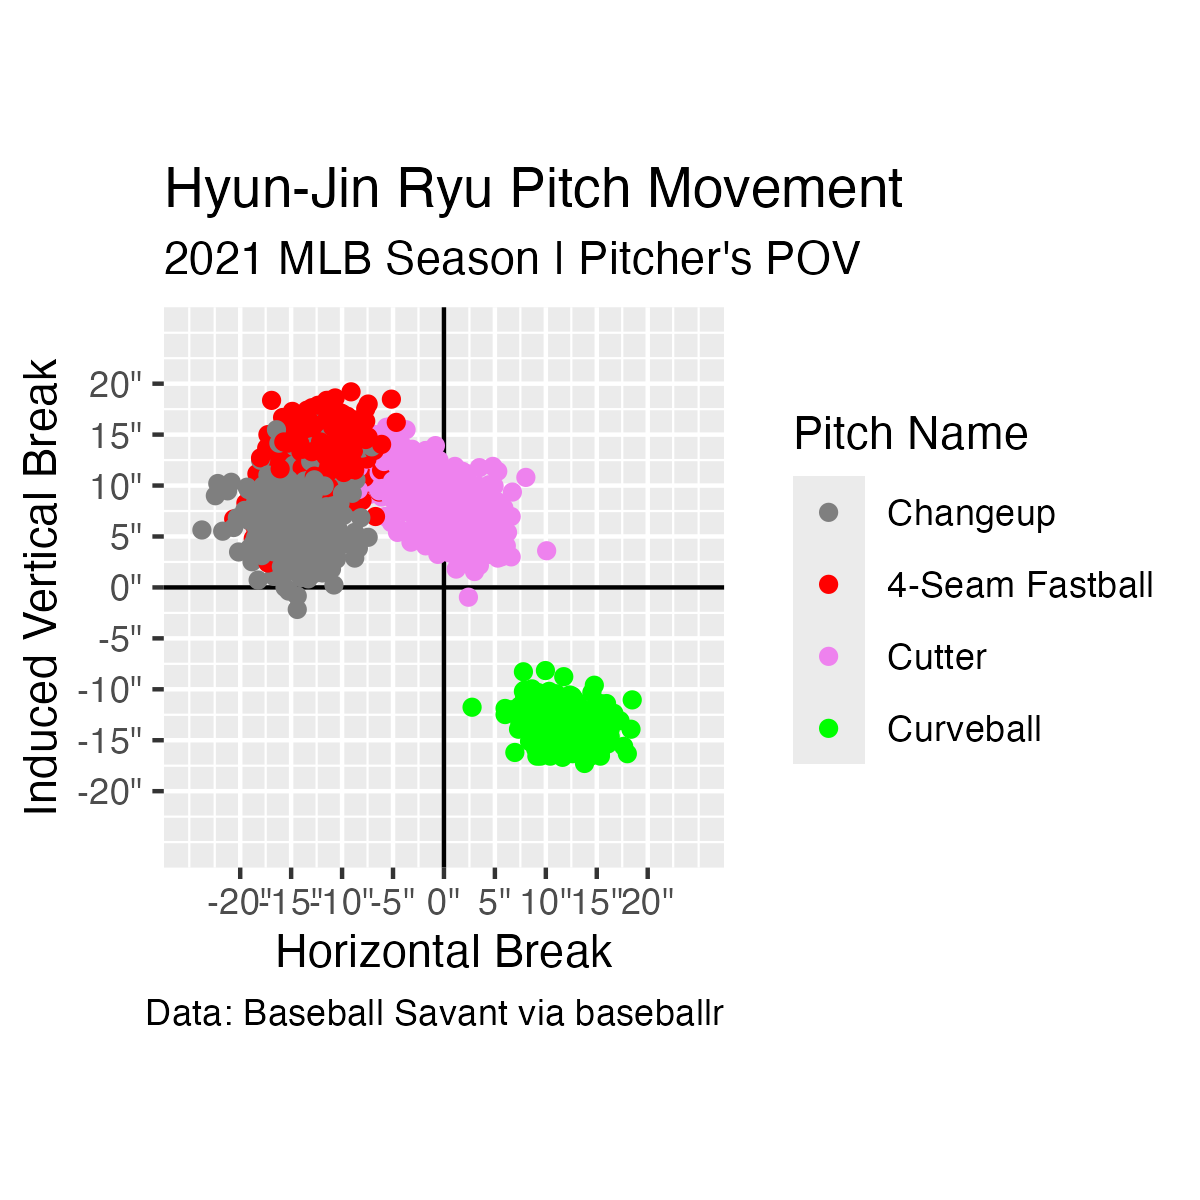 Hyun-Jin Ryu Pitch Movement
2021 MLB Season | Pitcher's POV
Induced Vertical Break
20"
15"
10"
5"
0"
-5"
-10"
-15"
-20"
-20" -15" -10" -5" 0" 5" 10" 15" 20"
Horizontal Break
Data: Baseball Savant via baseballr
Pitch Name
Changeup
4-Seam Fastball
Cutter
Curveball